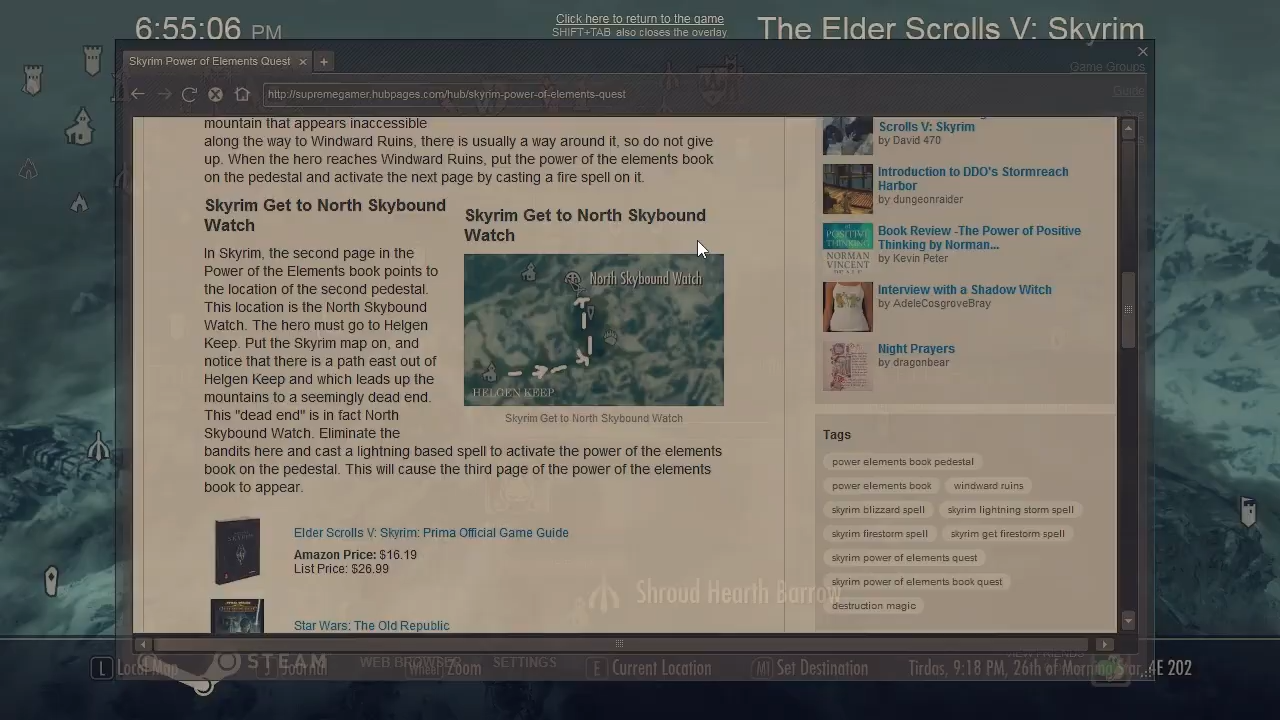 6:55:06 PM
Click here to return to the game
SHIFT+TAB also closes the overlay
The Elder Scrolls V: Skyrim
Skyrim Power of Elements Quest
Game Groups
http://supremegamer.hubpages.com/hub/skyrim-power-of-elements-quest
Guide
mountain that appears inaccessible
along the way to Windward Ruins, there is usually a way around it, so do not give
up. When the hero reaches Windward Ruins, put the power of the elements book
on the pedestal and activate the next page by casting a fire spell on it.
Skyrim Get to North Skybound
Watch
In Skyrim, the second page in the
Power of the Elements book points to
the location of the second pedestal.
This location is the North Skybound
Watch. The hero must go to Helgen
Keep. Put the Skyrim map on, and
notice that there is a path east out of
Helgen Keep and which leads up the
mountains to a seemingly dead end.
This "dead end" is in fact North
Skybound Watch. Eliminate the
bandits here and cast a lightning based spell to activate the power of the elements
book on the pedestal. This will cause the third page of the power of the elements
book to appear.
Skyrim Get to North Skybound
Watch
North Skybound Watch
HELGEN KEEP
Skyrim Get to North Skybound Watch
Elder Scrolls V: Skyrim: Prima Official Game Guide
Amazon Price: $16.19
List Price: $26.99
Star Wars: The Old Republic
Scrolls V: Skyrim
by David 470
Introduction to DDO's Stormreach
Harbor
by dungeonraider
Book Review -The Power of Positive
Thinking by Norman...
by Kevin Peter
POSITIVE
THINKING
NORMAN
VINCENT
Interview with a Shadow Witch
by AdeleCosgroveBray
Night Prayers
by dragonbear
Tags
power elements book pedestal
power elements book
windward ruins
skyrim blizzard spell
skyrim lightning storm spell
skyrim firestorm spell
skyrim get firestorm spell
skyrim power of elements quest
skyrim power of elements book quest
destruction magic
Shroud Hearth Barrow
STEAM
WEB BROWSER
SETTINGS
VIEW FRIENDS
L Local Map
Wheel Zoom
E Current Location
M1 Set Destination
Tirdas, 9:18 PM, 26th of Morning Star, 4E 202